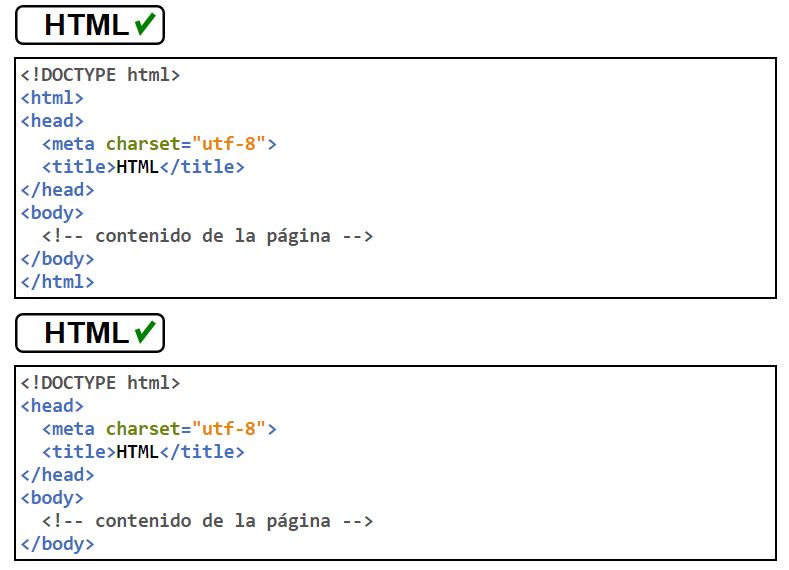 HTML✓
<!DOCTYPE html>
<html>
<head>
  <meta charset="utf-8">
  <title>HTML</title>
</head>
<body>
  <!-- contenido de la página -->
</body>
</html>
HTML✓
<!DOCTYPE html>
<head>
  <meta charset="utf-8">
  <title>HTML</title>
</head>
<body>
  <!-- contenido de la página -->
</body>